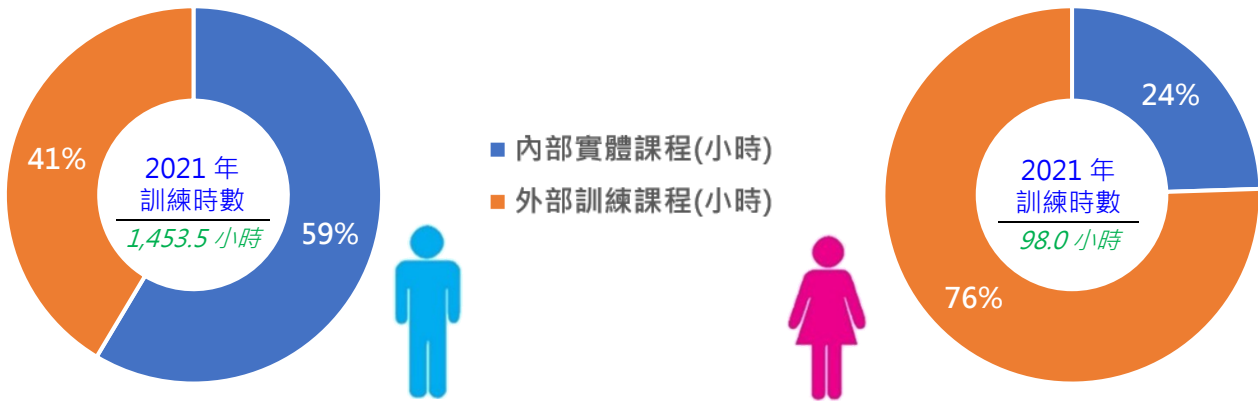 41%
59%
2021 年
訓練時數
1,453.5 小時
內部實體課程(小時)
外部訓練課程(小時)
24%
76%
2021 年
訓練時數
98.0 小時